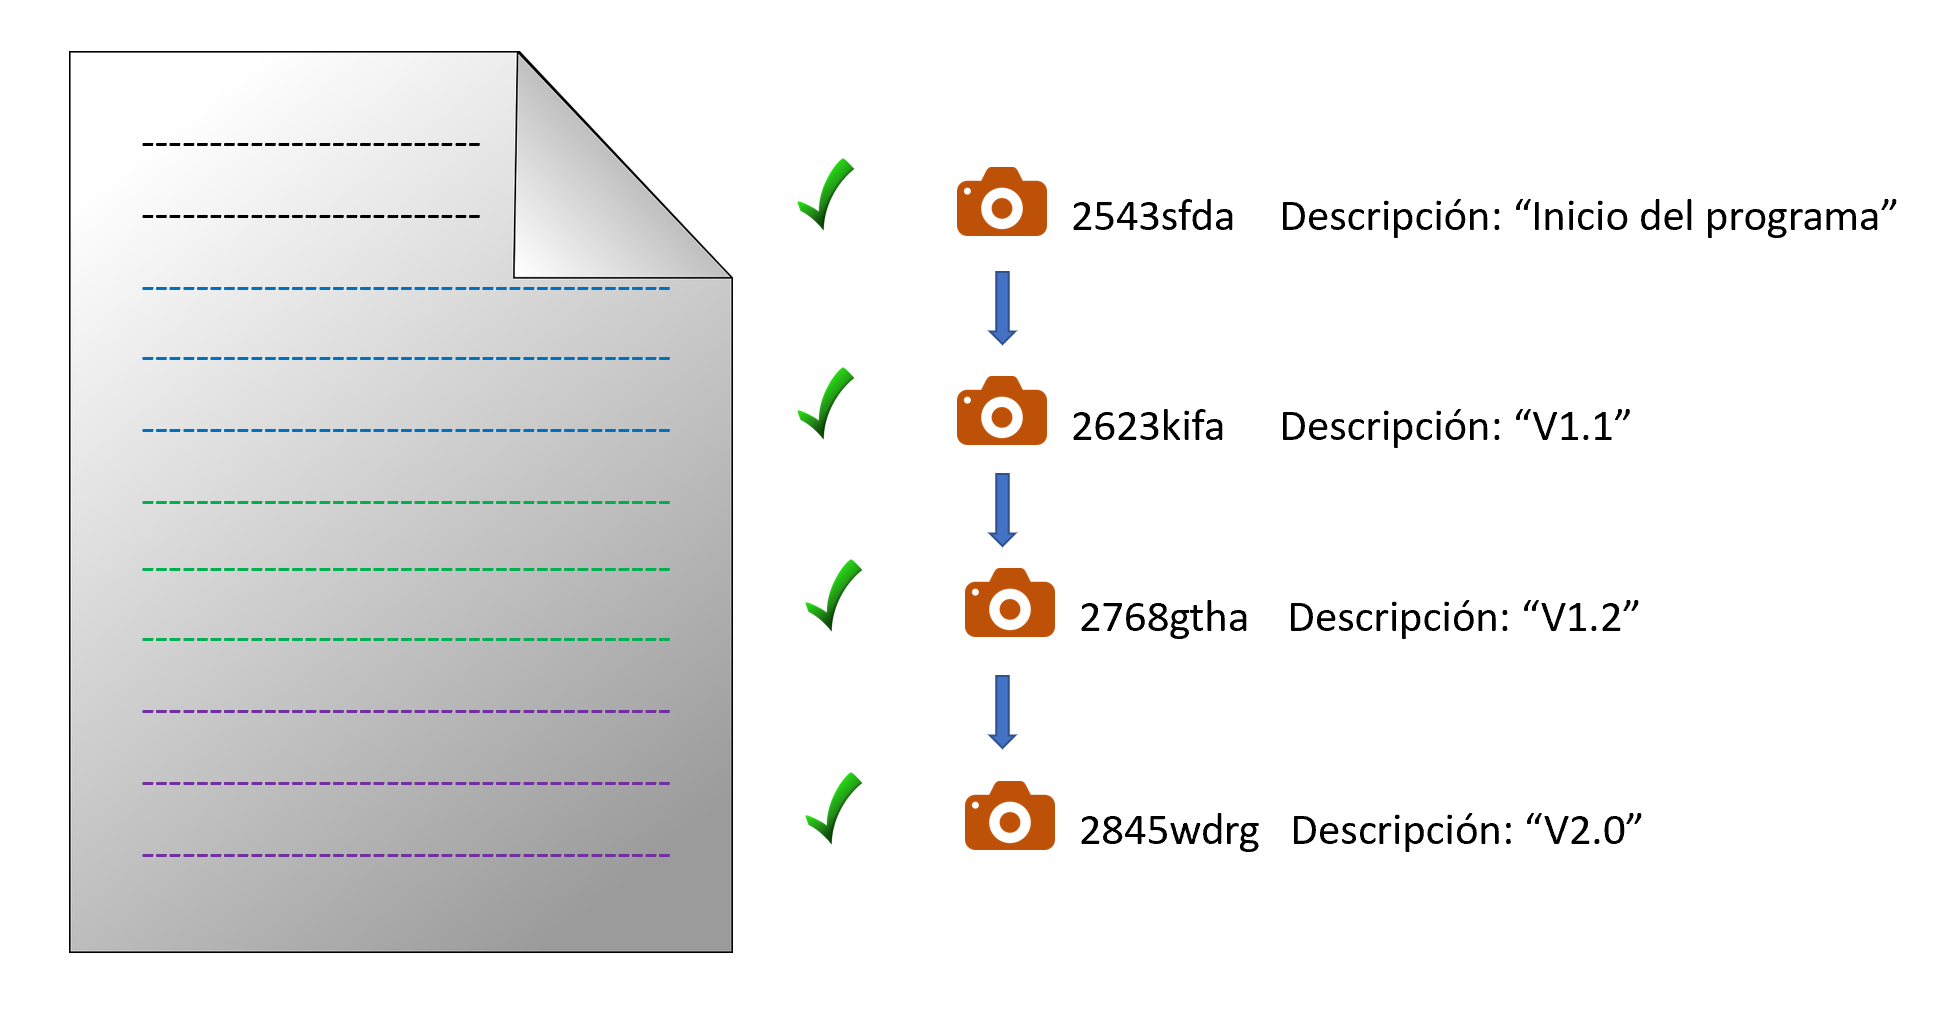 2543sfda Descripción: “Inicio del programa”
2623kifa Descripción: “V1.1”
2768gtha Descripción: “V1.2”
2845wdrg Descripción: “V2.0”